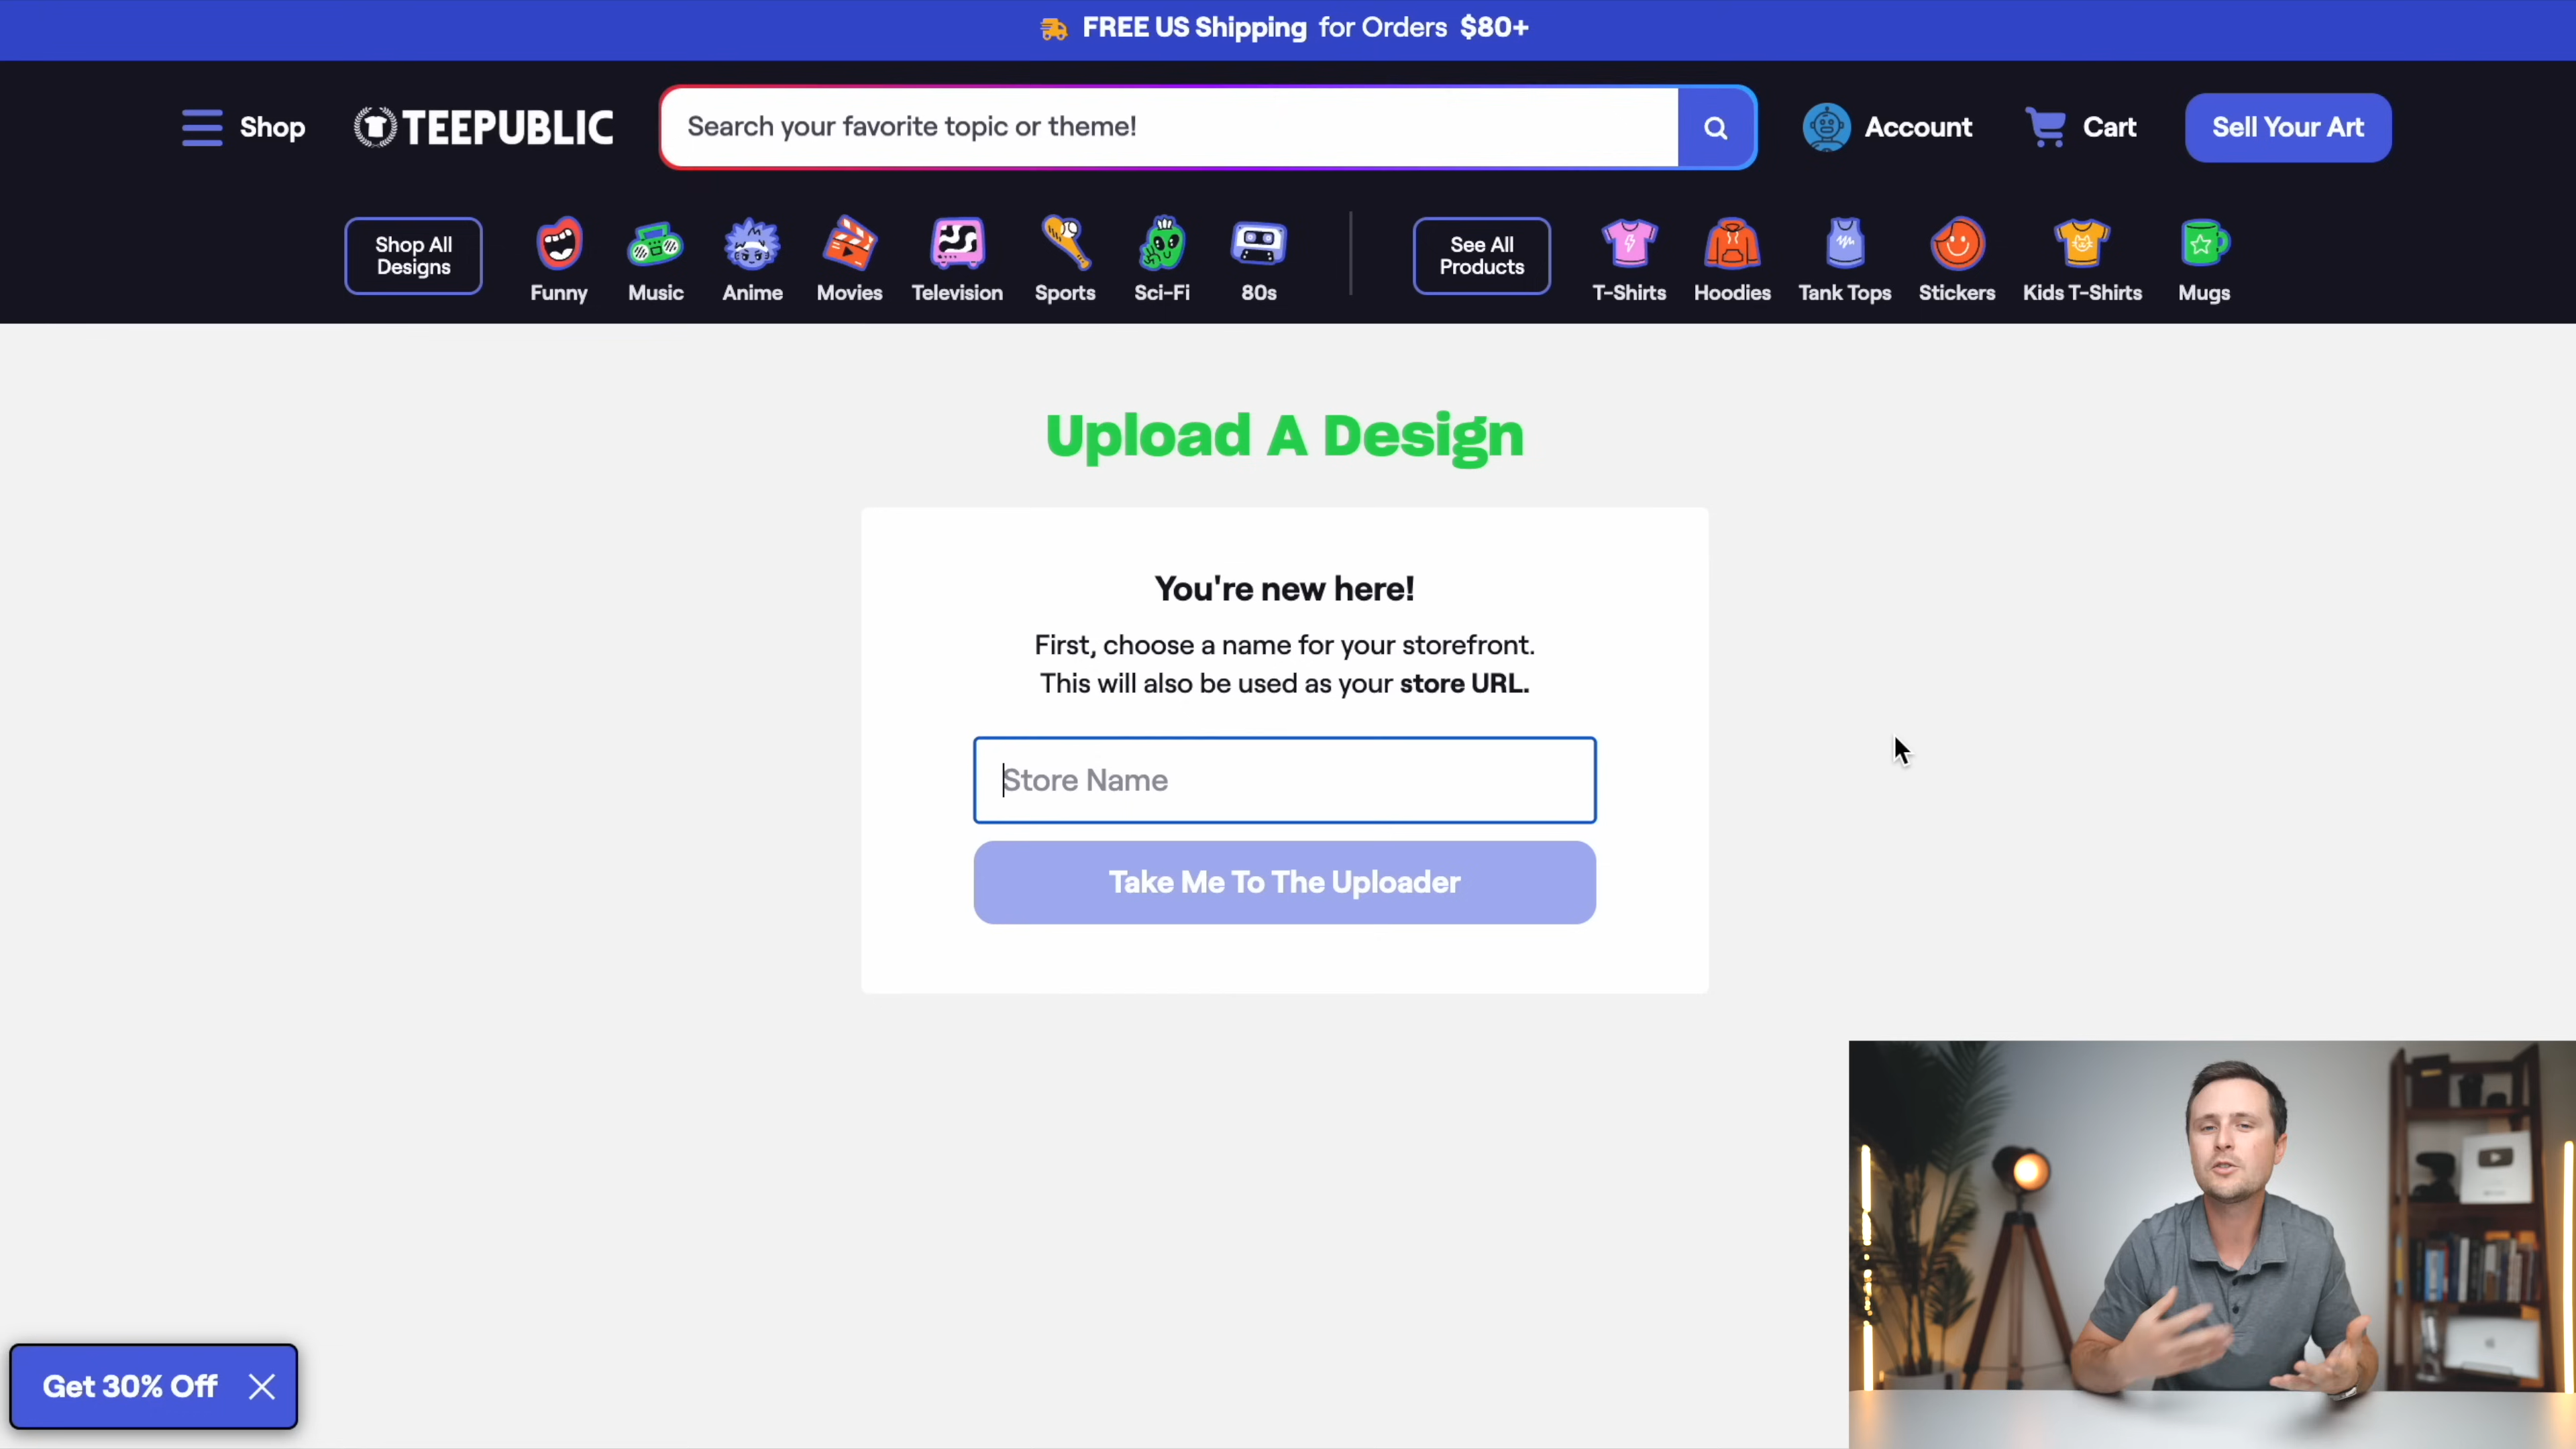 FREE US Shipping for Orders $80+
Shop
TEEPUBLIC
Search your favorite topic or theme!
Account
Cart
Sell Your Art
Shop All
Designs
Funny
Music
Anime
Movies
Television
Sports
Sci-Fi
80s
See All
Products
T-Shirts
Hoodies
Tank Tops
Stickers
Kids T-Shirts
Mugs
Upload A Design
You're new here!
First, choose a name for your storefront.
This will also be used as your store URL.
Store Name
Take Me To The Uploader
Get 30% Off